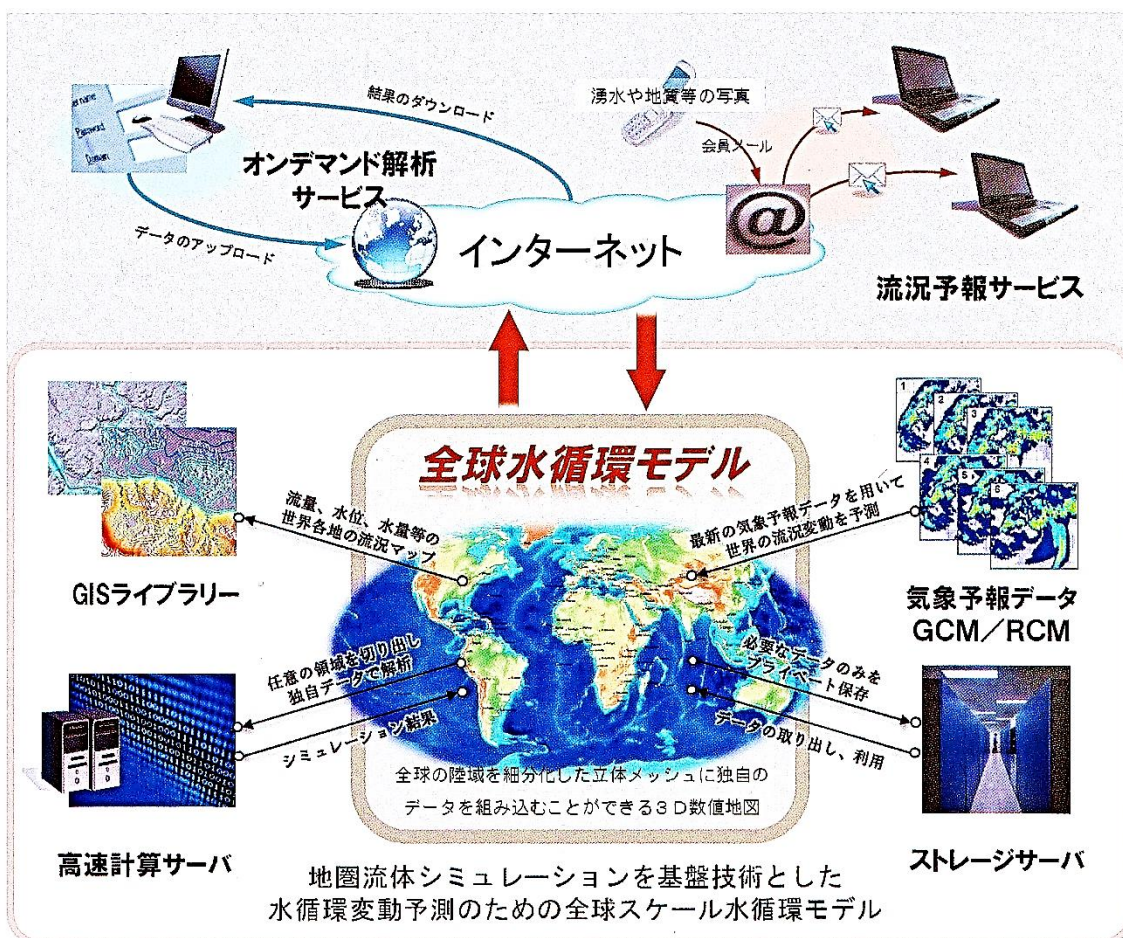 ername
Password
Domain
結果のダウンロード
オンデマンド解析
サービス
データのアップロード
湧水や地質等の写真
会員メール
@
インターネット
流況予報サービス
全球水循環モデル
流量、水位、水量等の
世界各地の流況マップ
GISライブラリー
最新の気象予報データを用いて
世界の流況変動を予測
1
2
3
4
5
6
気象予報データ
GCM/RCM
任意の領域を切り出し
独自データで解析
シミュレーション結果
高速計算サーバ
必要なデータのみを
プライベート保存
データの取り出し、利用
ストレージサーバ
全球の陸域を細分化した立体メッシュに独自の
データを組み込むことができる3D数値地図
地圏流体シミュレーションを基盤技術とした
水循環変動予測のための全球スケール水循環モデル